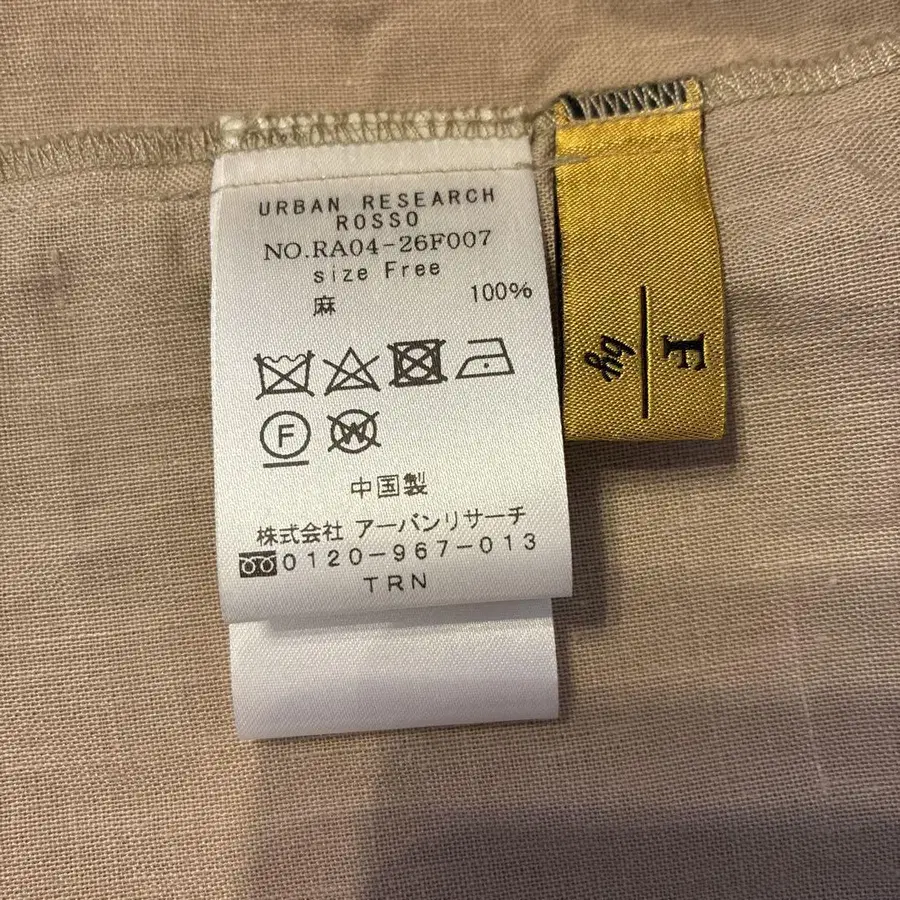 URBAN RESEARCH
ROSSO
NO.RA04-26F007
size Free
麻 100%
F
W
中国製
株式会社 アーバンリサーチ
0120-967-013
TRN
F
by